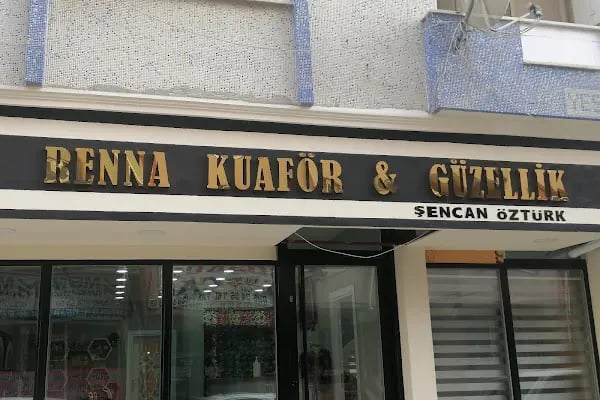 RENNA KUAFÖR & GÜZELLİK
ŞENCAN ÖZTÜRK